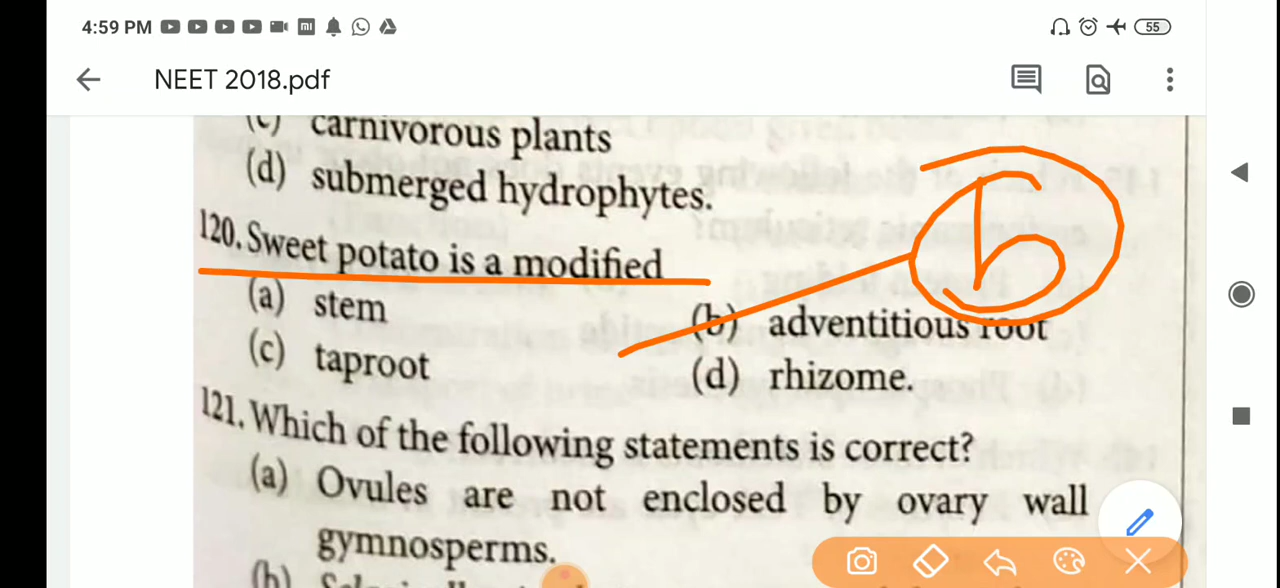 4:59 PM
55
NEET 2018.pdf
(c) carnivorous plants
(d) submerged hydrophytes.
120. Sweet potato is a modified
(a) stem
(b) adventitious root
(c) taproot
(d) rhizome.
b
121. Which of the following statements is correct?
(a) Ovules are not enclosed by ovary wall
gymnosperms.
(b)